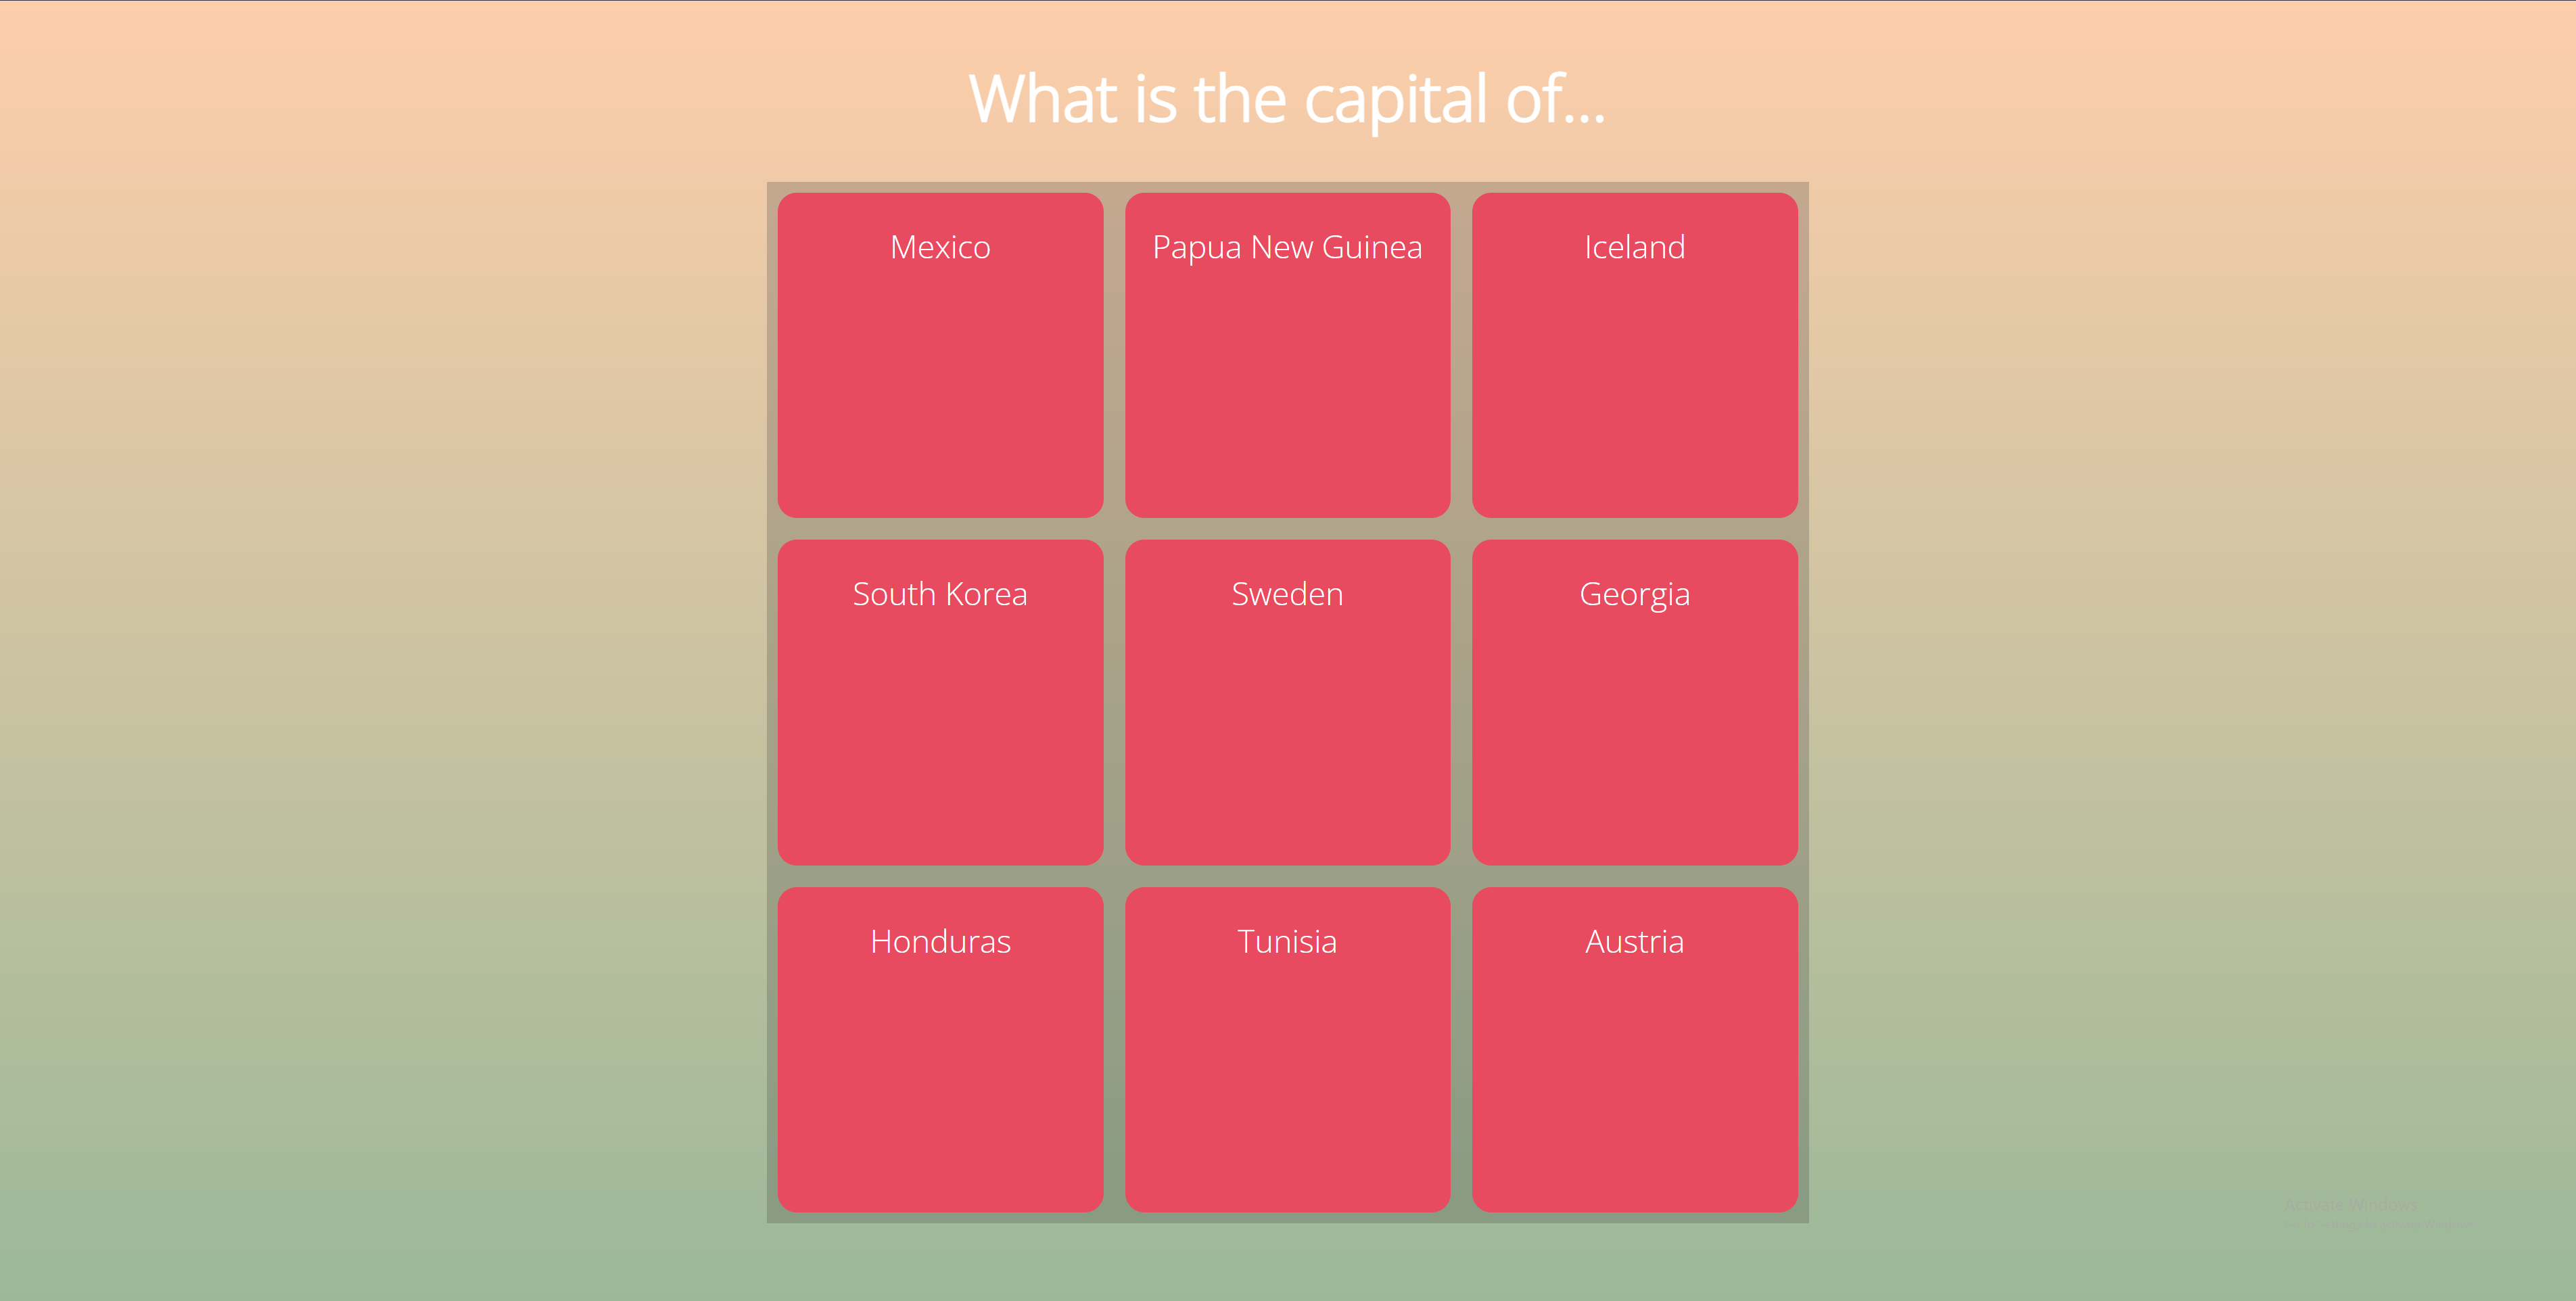 What is the capital of...
Mexico
Papua New Guinea
Iceland
South Korea
Sweden
Georgia
Honduras
Tunisia
Austria
Activate Windows